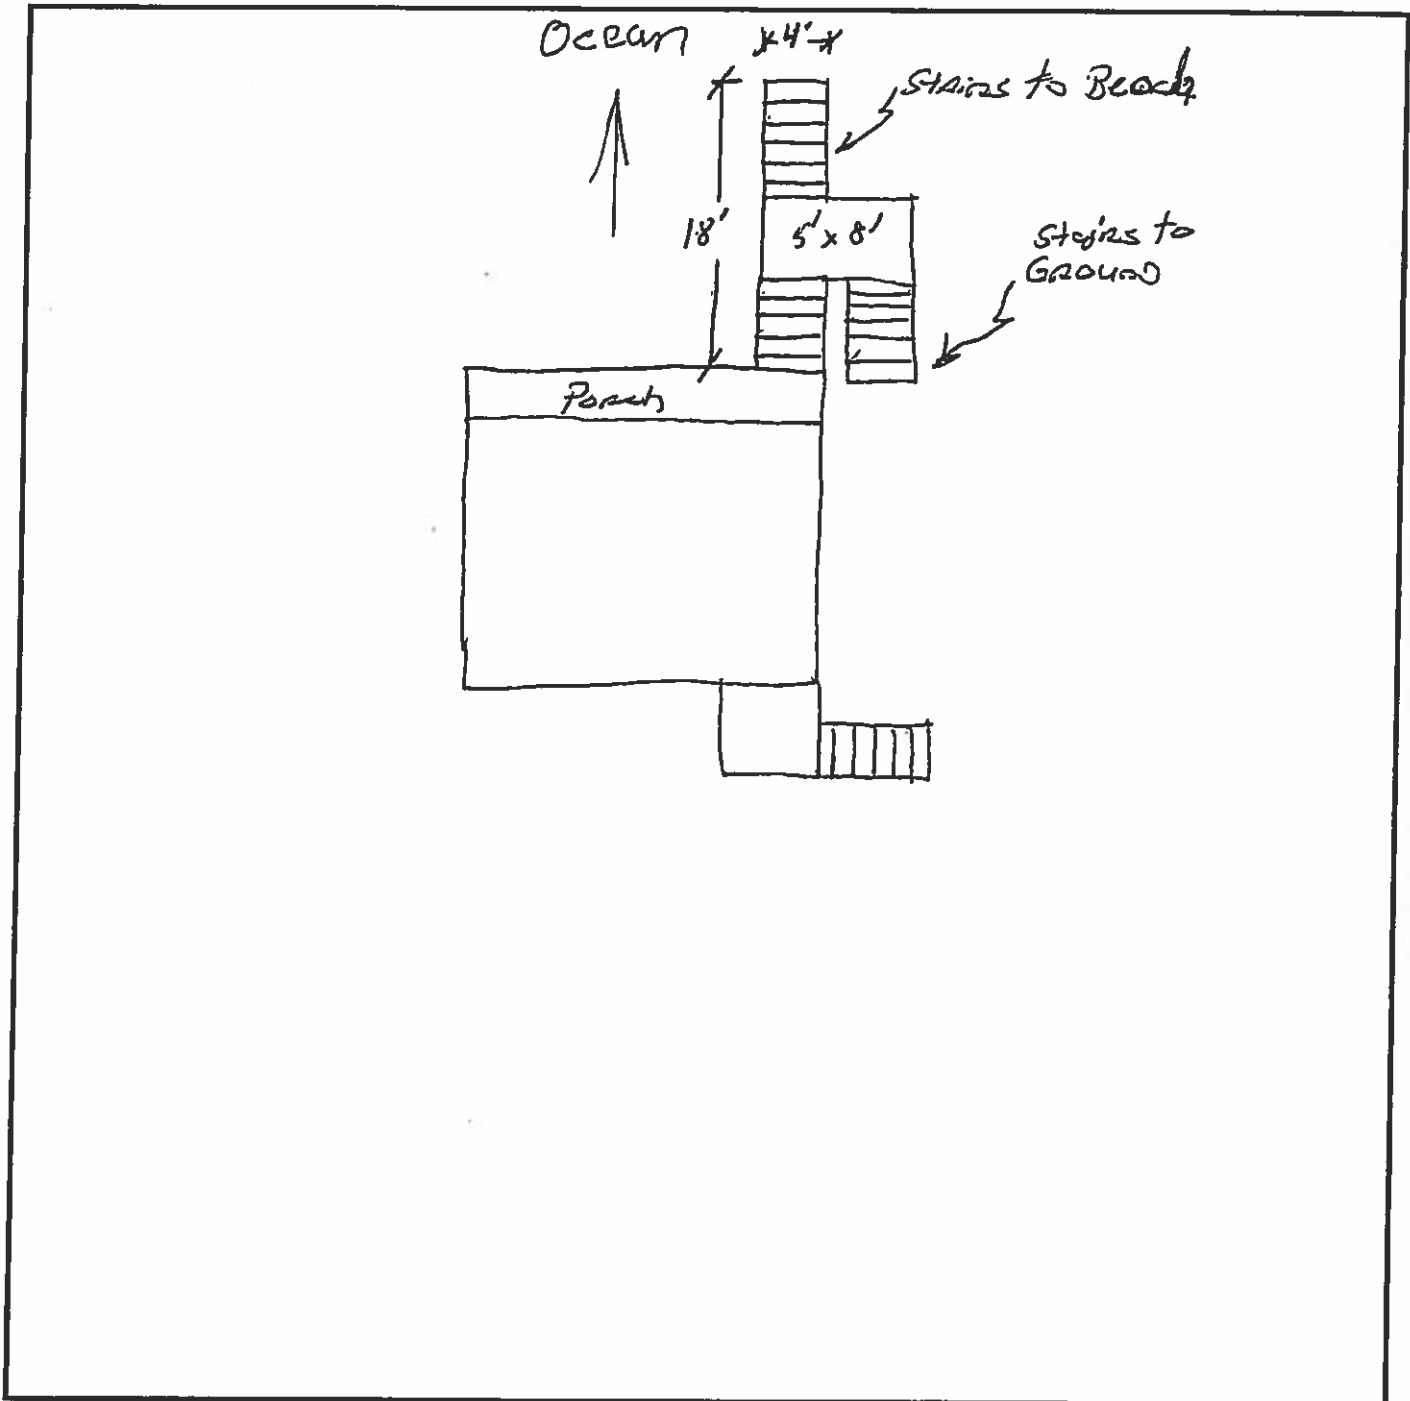 Ocean
4'
Stairs to Beach
18'
5' x 8'
Stairs to
GROUND
Porch